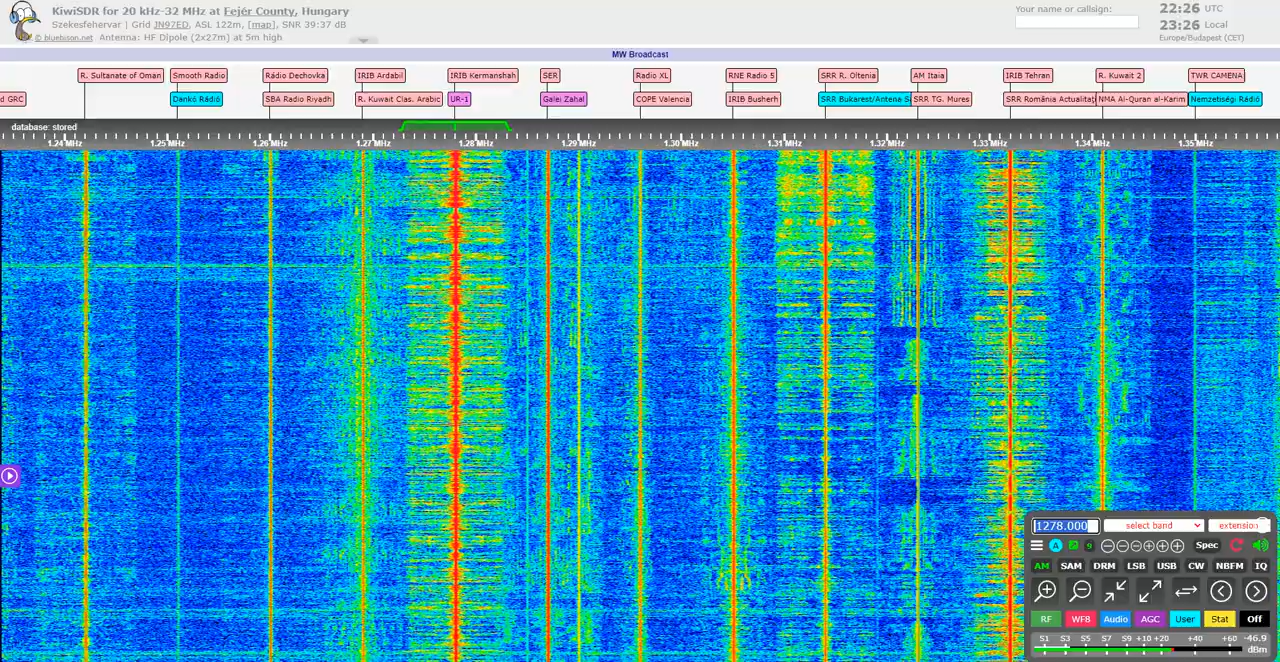 KiwiSDR for 20 kHz-32 MHz at Fejér County, Hungary
Szekesfehervar | Grid JN97ED, ASL 122m, [map], SNR 39:37 dB
© bluebison.net Antenna: HF Dipole (2x27m) at 5m high
Your name or callsign:
22:26 UTC
23:26 Local
Europe/Budapest (CET)
MW Broadcast
R. Sultanate of Oman Smooth Radio Rádio Dechovka IRIB Ardabil IRIB Kermanshah SER Radio XL RNE Radio 5 SRR R. Oltenia AM Itaia IRIB Tehran R. Kuwait 2 TWR CAMENA
d GRC Dankó Rádió SBA Radio Riyadh R. Kuwait Clas. Arabic UR-1 Galei Zahal COPE Valencia IRIB Busherh SRR Bukarest/Antena S SRR TG. Mures SRR România Actualitaț NMA Al-Quran al-Karim Nemzetiségi Rádió
database: stored
1.24 MHz 1.25 MHz 1.26 MHz 1.27 MHz 1.28 MHz 1.29 MHz 1.30 MHz 1.31 MHz 1.32 MHz 1.33 MHz 1.34 MHz 1.35 MHz
1278.000 select band extension
A 9 Spec
AM SAM DRM LSB USB CW NBFM IQ
RF WFB Audio AGC User Stat Off
S1 S3 S5 S7 S9 +10 +20 +40 +60 -46.9
dBm